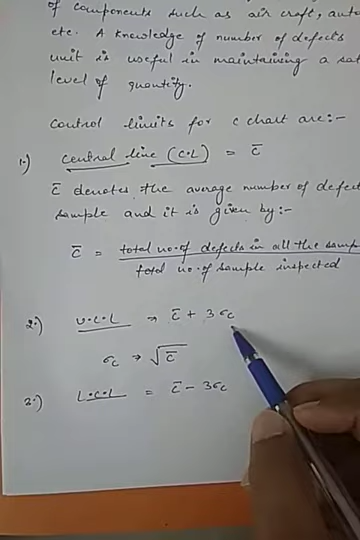 of components such as air craft, auto
etc. A knowledge of number of defects
unit is useful in maintaining a sat
level of quantity.
control limits for c chart are:-
1.) central line (C.L) = c̄
c̄ denotes the average number of defect
sample and it is given by:-
c̄ = total no. of defects in all the samp
total no. of sample inspected
2.) U.C.L → c̄ + 3σc
σc → √c̄
3.) L.C.L = c̄ - 3σc